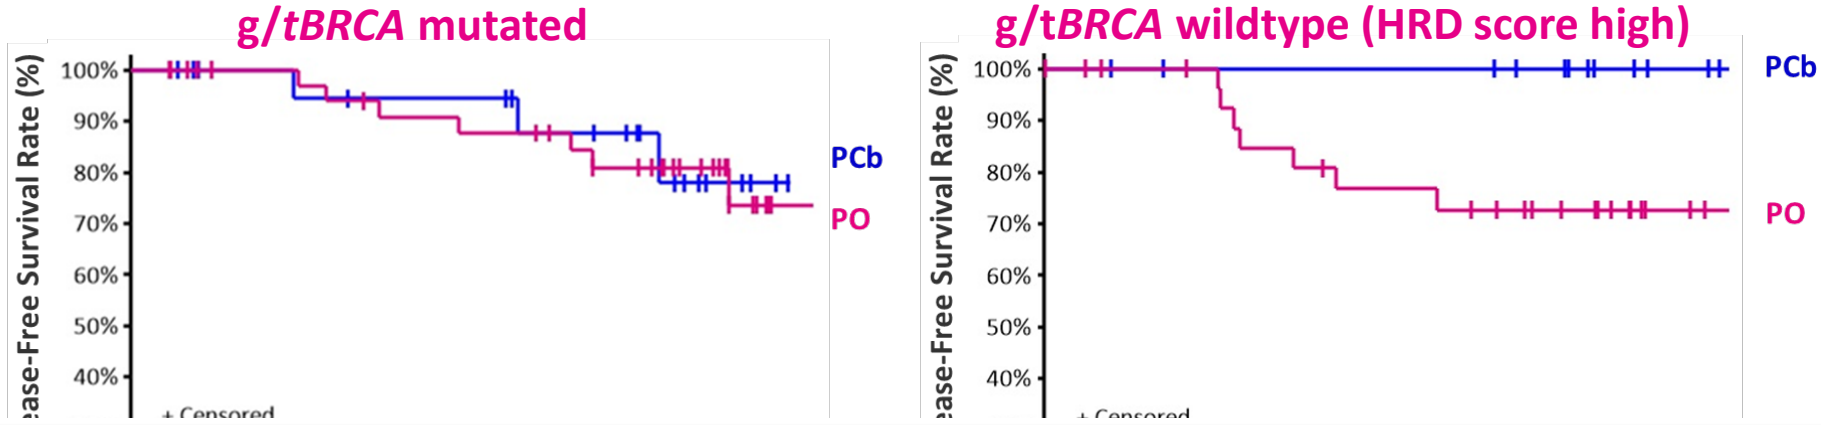 g/tBRCA mutated
ease-Free Survival Rate (%)
100%
90%
80%
70%
60%
50%
40%
+ Censored
PCb
PO
g/tBRCA wildtype (HRD score high)
ease-Free Survival Rate (%)
100%
90%
80%
70%
60%
50%
40%
+ Censored
PCb
PO